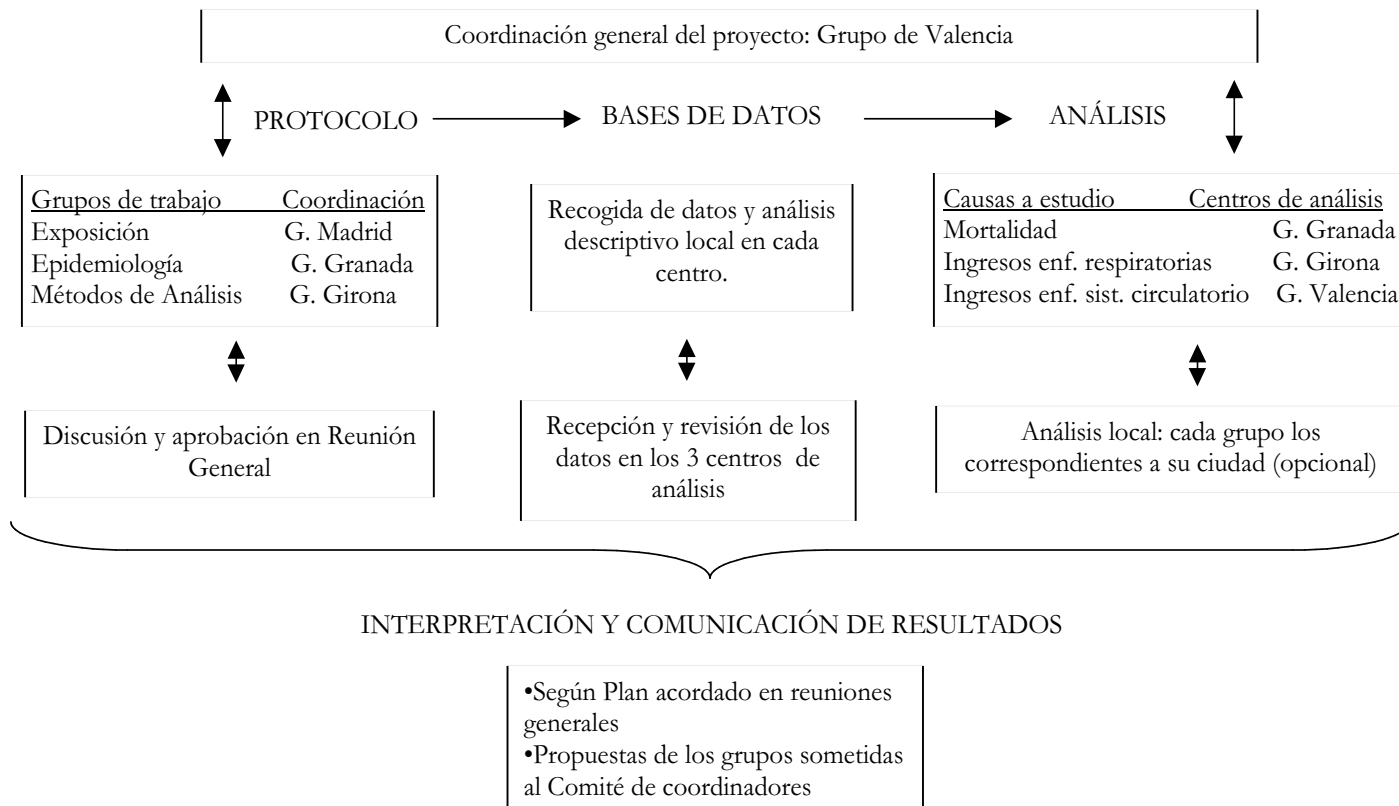 Coordinación general del proyecto: Grupo de Valencia
PROTOCOLO
BASES DE DATOS
ANÁLISIS
Grupos de trabajo Coordinación
Exposición G. Madrid
Epidemiología G. Granada
Métodos de Análisis G. Girona
Recogida de datos y análisis
descriptivo local en cada
centro.
Causas a estudio Centros de análisis
Mortalidad G. Granada
Ingresos enf. respiratorias G. Girona
Ingresos enf. sist. circulatorio G. Valencia
Discusión y aprobación en Reunión
General
Recepción y revisión de los
datos en los 3 centros de
análisis
Análisis local: cada grupo los
correspondientes a su ciudad (opcional)
INTERPRETACIÓN Y COMUNICACIÓN DE RESULTADOS
•Según Plan acordado en reuniones
generales
•Propuestas de los grupos sometidas
al Comité de coordinadores